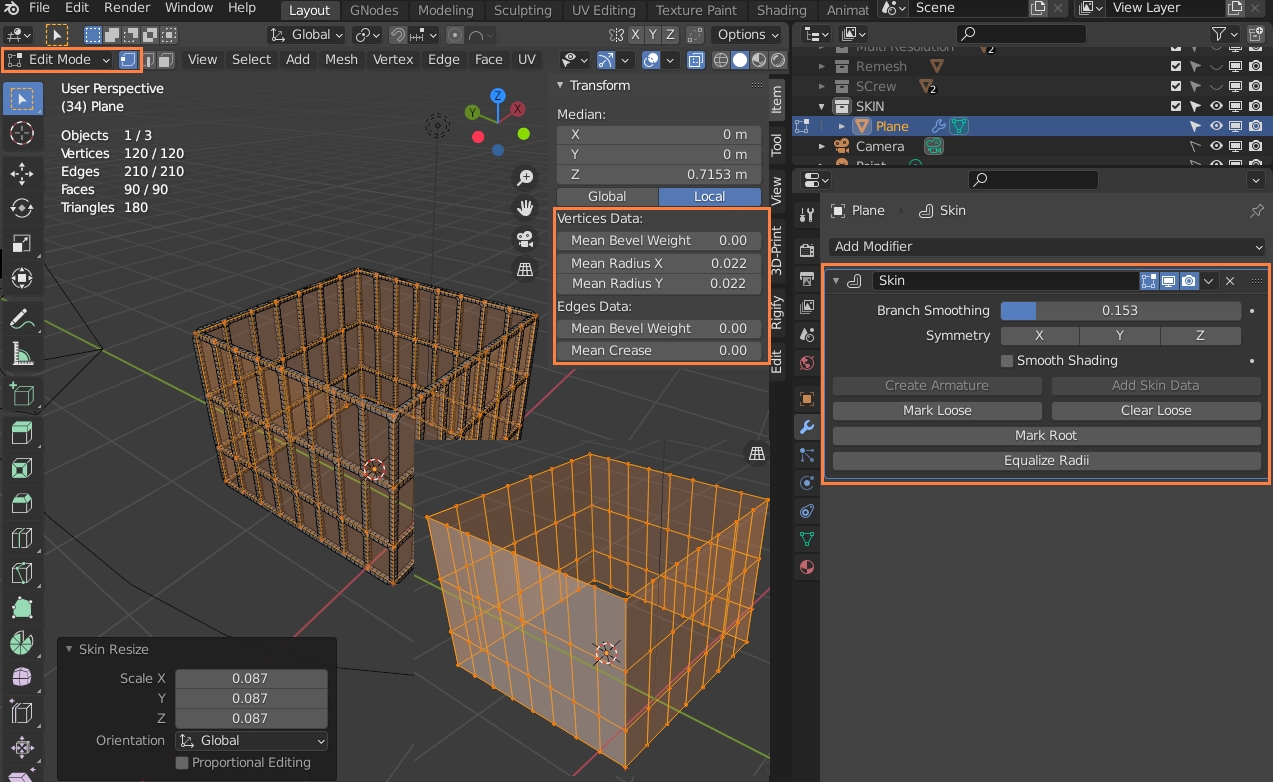 File Edit Render Window Help Layout GNodes Modeling Sculpting UV Editing Texture Paint Shading Animat Scene View Layer
Global X Y Z Options
Edit Mode View Select Add Mesh Vertex Edge Face UV
User Perspective
(34) Plane
Objects 1 / 3
Vertices 120 / 120
Edges 210 / 210
Faces 90 / 90
Triangles 180
Z
Y
X
Transform
Median:
X 0 m
Y 0 m
Z 0.7153 m
Global Local
Vertices Data:
Mean Bevel Weight 0.00
Mean Radius X 0.022
Mean Radius Y 0.022
Edges Data:
Mean Bevel Weight 0.00
Mean Crease 0.00
Item
Tool
View
3D-Print
Rigify
Edit
Skin Resize
Scale X 0.087
Y 0.087
Z 0.087
Orientation Global
Proportional Editing
Multi Resolution 2
Remesh
SCrew 2
SKIN
Plane
Camera
Plane Skin
Add Modifier
Skin
Branch Smoothing 0.153
Symmetry X Y Z
Smooth Shading
Create Armature Add Skin Data
Mark Loose Clear Loose
Mark Root
Equalize Radii